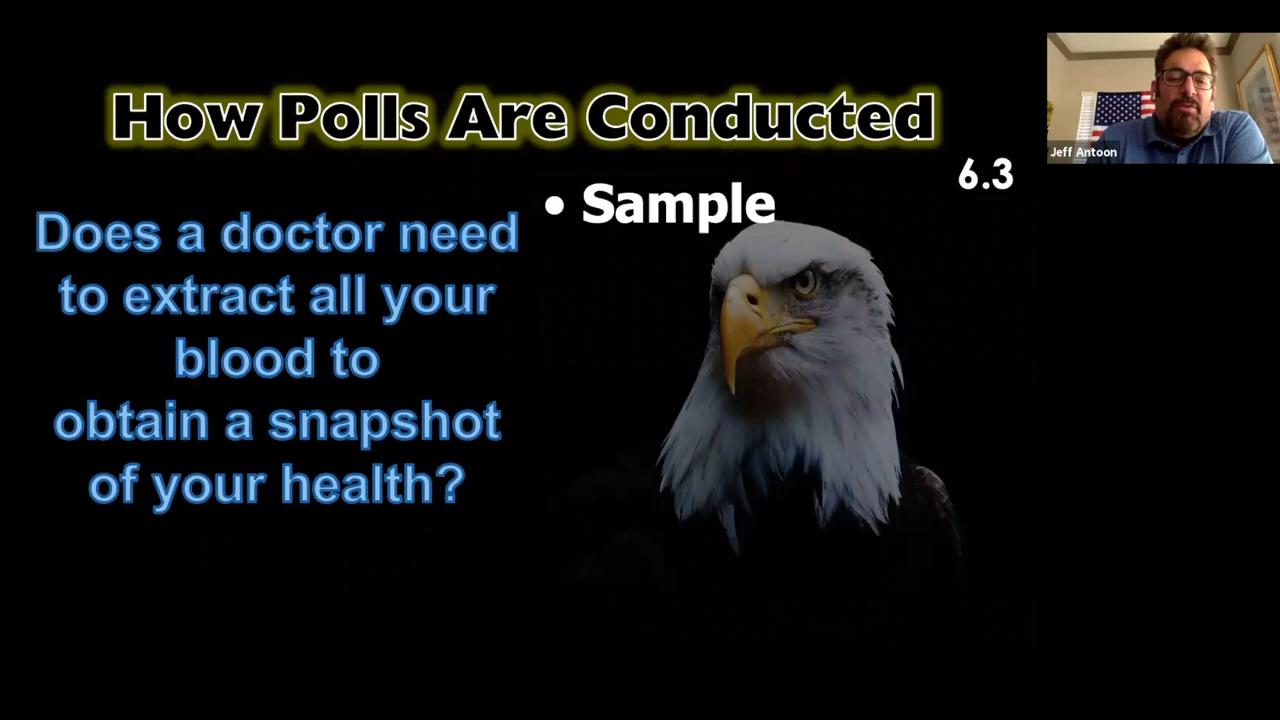 How Polls Are Conducted
6.3
• Sample
Does a doctor need
to extract all your
blood to
obtain a snapshot
of your health?
Jeff Antoon